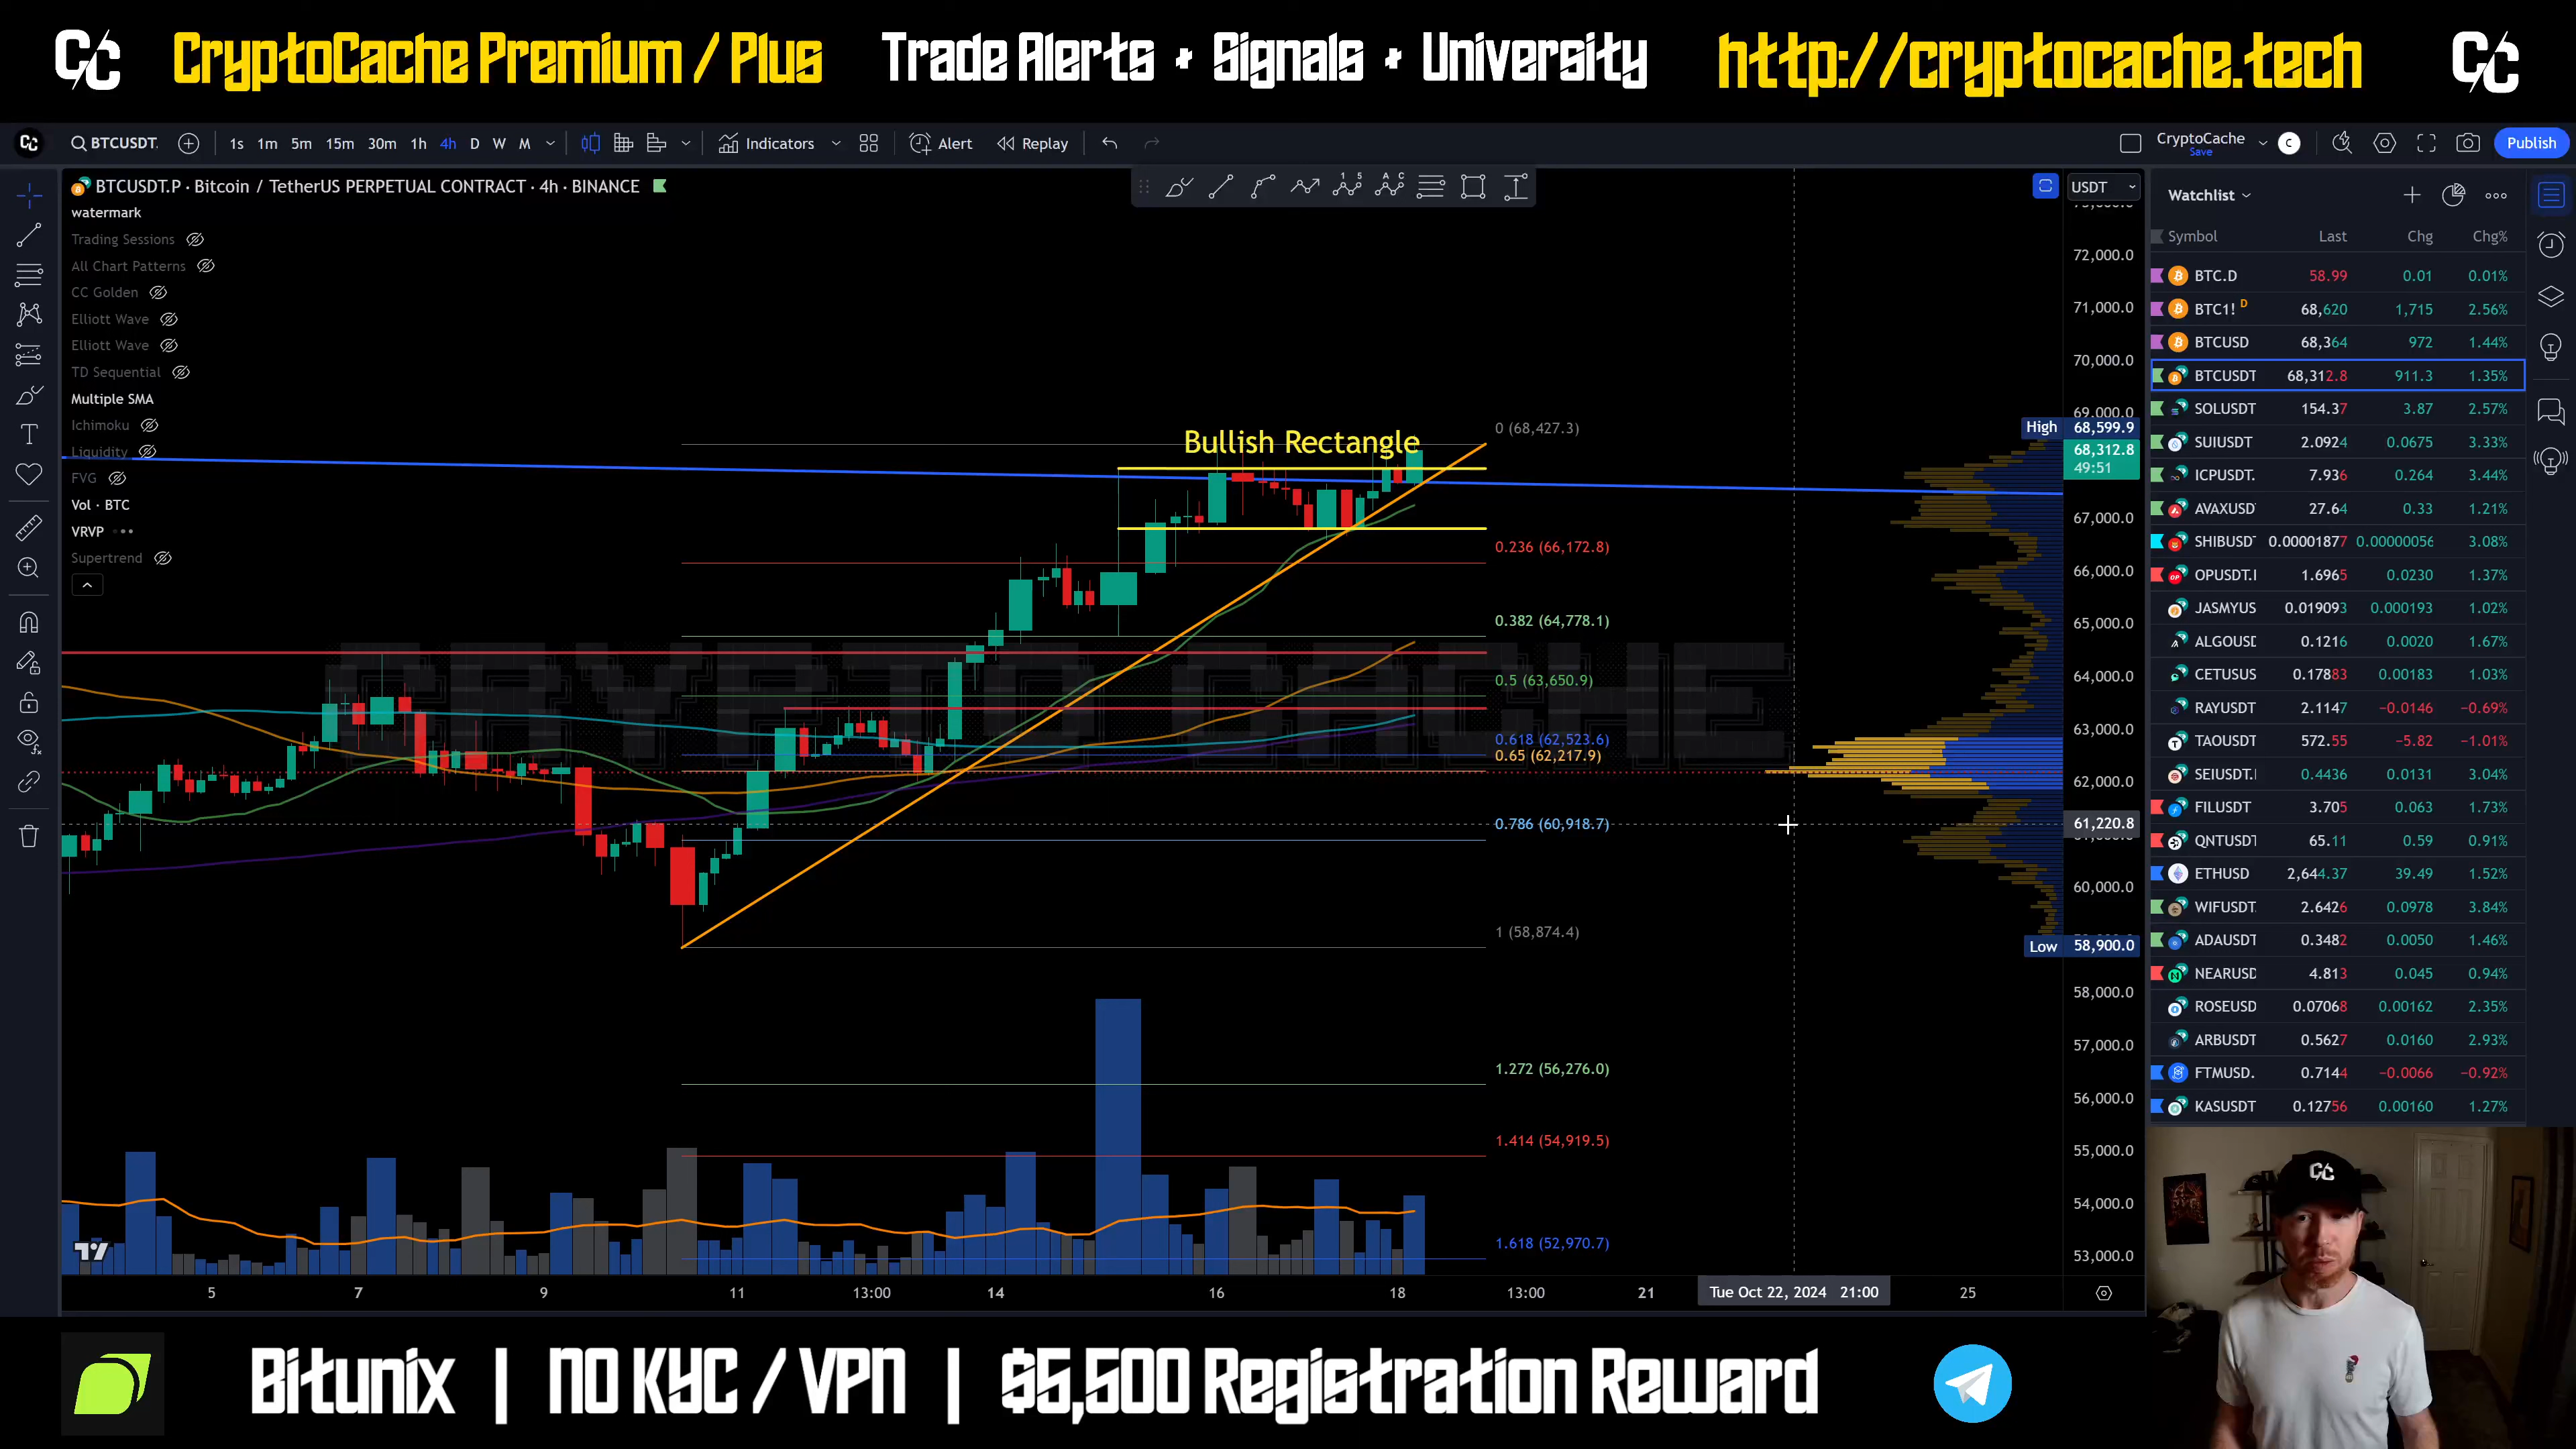 CC CryptoCache Premium / Plus Trade Alerts + Signals + University http://cryptocache.tech CC
CC BTCUSDT. 1s 1m 5m 15m 30m 1h 4h D W M Indicators Alert Replay CryptoCache Save C Publish
BTCUSDT.P · Bitcoin / TetherUS PERPETUAL CONTRACT · 4h · BINANCE
watermark
Trading Sessions
All Chart Patterns
CC Golden
Elliott Wave
Elliott Wave
TD Sequential
Multiple SMA
Ichimoku
Liquidity
FVG
Vol · BTC
VRVP
Supertrend
Bullish Rectangle
CRYPTO CACHE
0 (68,427.3)
0.236 (66,172.8)
0.382 (64,778.1)
0.5 (63,650.9)
0.618 (62,523.6)
0.65 (62,217.9)
0.786 (60,918.7)
1 (58,874.4)
1.272 (56,276.0)
1.414 (54,919.5)
1.618 (52,970.7)
USDT
72,000.0
71,000.0
70,000.0
69,000.0
High 68,599.9
68,312.8
49:51
67,000.0
66,000.0
65,000.0
64,000.0
63,000.0
62,000.0
61,220.8
60,000.0
Low 58,900.0
58,000.0
57,000.0
56,000.0
55,000.0
54,000.0
53,000.0
5 7 9 11 13:00 14 16 18 13:00 21 Tue Oct 22, 2024 21:00 25
Watchlist
Symbol Last Chg Chg%
BTC.D 58.99 0.01 0.01%
BTC1! D 68,620 1,715 2.56%
BTCUSD 68,364 972 1.44%
BTCUSDT 68,312.8 911.3 1.35%
SOLUSDT 154.37 3.87 2.57%
SUIUSDT 2.0924 0.0675 3.33%
ICPUSDT. 7.936 0.264 3.44%
AVAXUSD 27.64 0.33 1.21%
SHIBUSD 0.00001877 0.00000056 3.08%
OPUSDT.I 1.6965 0.0230 1.37%
JASMYUS 0.019093 0.000193 1.02%
ALGOUSD 0.1216 0.0020 1.67%
CETUSUS 0.17883 0.00183 1.03%
RAYUSDT 2.1147 −0.0146 −0.69%
TAOUSDT 572.55 −5.82 −1.01%
SEIUSDT.I 0.4436 0.0131 3.04%
FILUSDT 3.705 0.063 1.73%
QNTUSDT 65.11 0.59 0.91%
ETHUSD 2,644.37 39.49 1.52%
WIFUSDT. 2.6426 0.0978 3.84%
ADAUSDT 0.3482 0.0050 1.46%
NEARUSD 4.813 0.045 0.94%
ROSEUSD 0.07068 0.00162 2.35%
ARBUSDT 0.5627 0.0160 2.93%
FTMUSD. 0.7144 −0.0066 −0.92%
KASUSDT 0.12756 0.00160 1.27%
CC
Bitunix | NO KYC / VPN | $5,500 Registration Reward